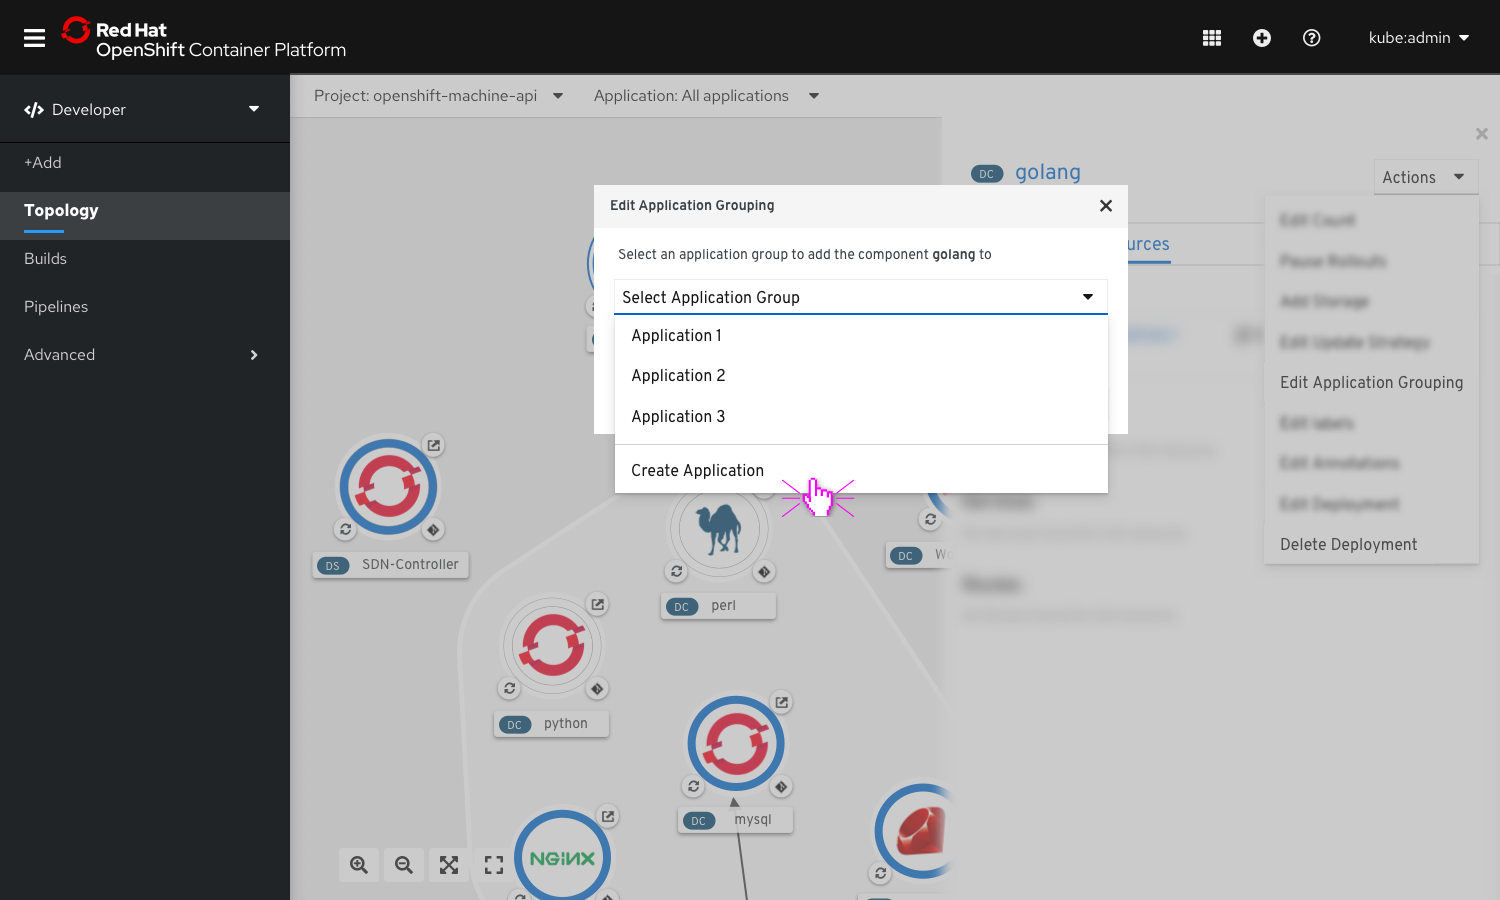 Red Hat
OpenShift Container Platform
kube:admin
Developer
Project: openshift-machine-api
Application: All applications
+Add
Topology
Builds
Pipelines
Advanced
DC golang
Actions
Edit Application Grouping
Select an application group to add the component golang to
Select Application Group
Application 1
Application 2
Application 3
Create Application
urces
Edit Count
Pause Rollouts
Add Storage
Edit Update Strategy
Edit Application Grouping
Edit labels
Edit Annotations
Edit Deployment
Delete Deployment
DS SDN-Controller
DC perl
DC
DC python
DC mysql
NGINX